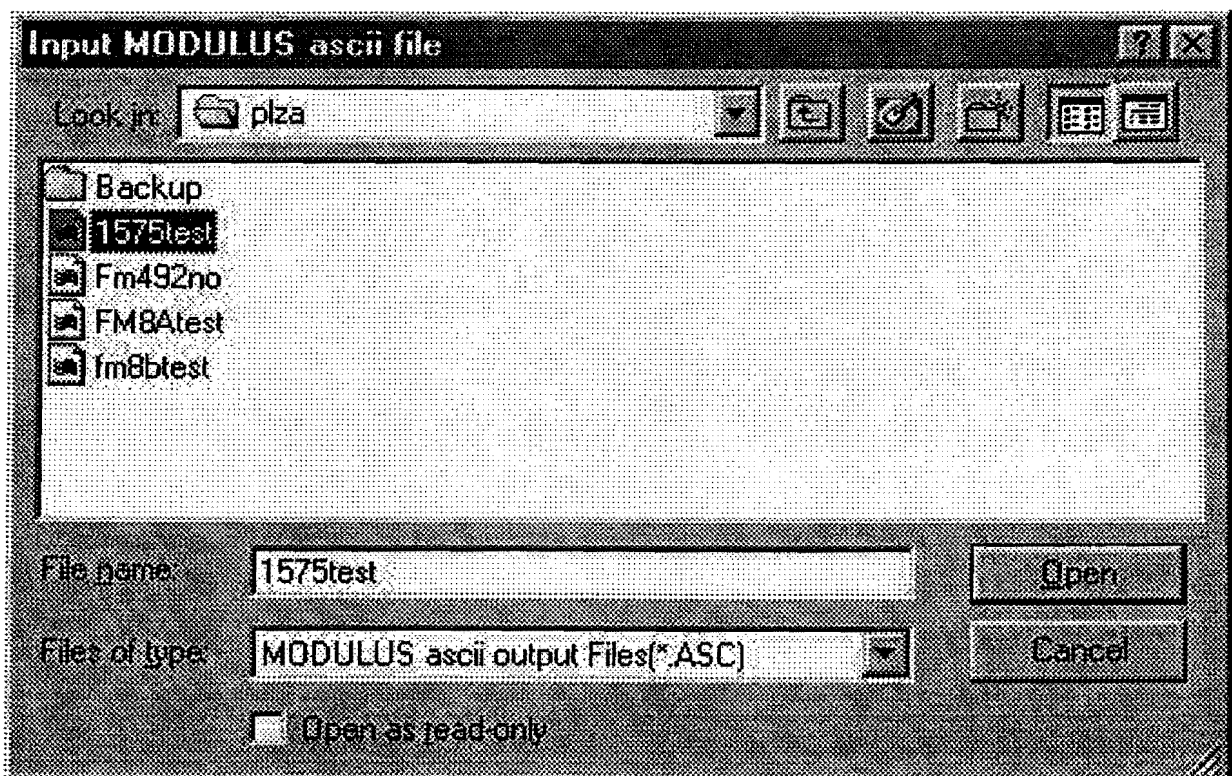 Input MODULUS ascii file
Look in: plza
Backup
1575test
Fm492no
FM8Atest
fm8btest
File name: 1575test Open
Files of type: MODULUS ascii output Files(*.ASC) Cancel
Open as read-only